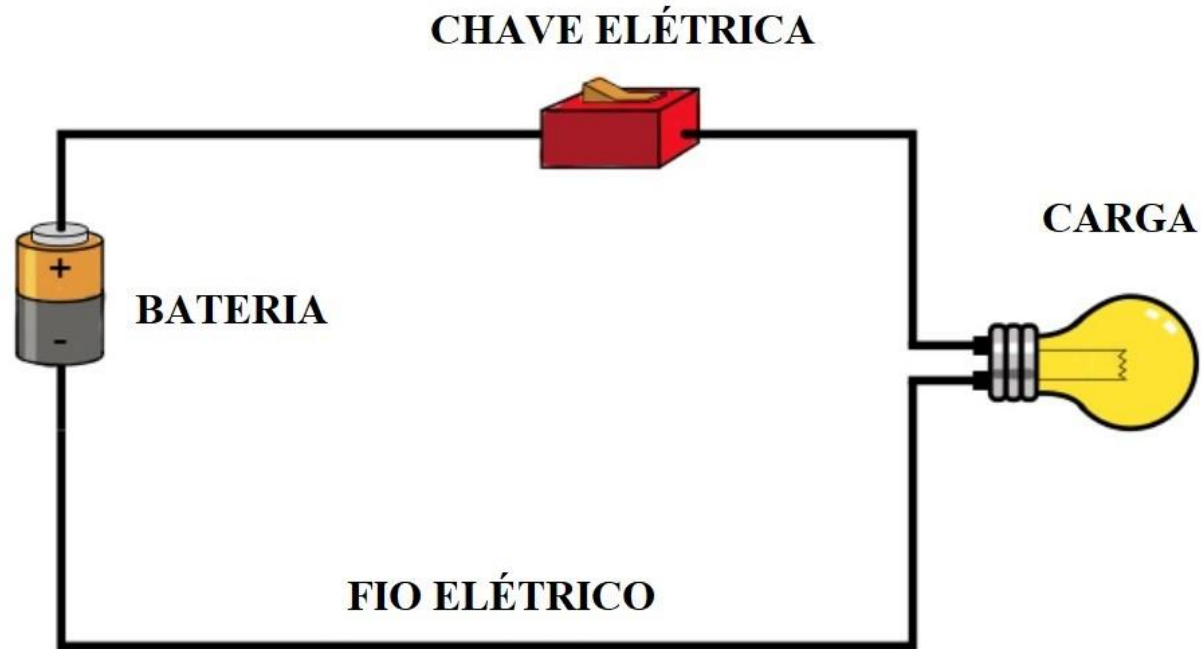 CHAVE ELÉTRICA
CARGA
+
BATERIA
-
FIO ELÉTRICO